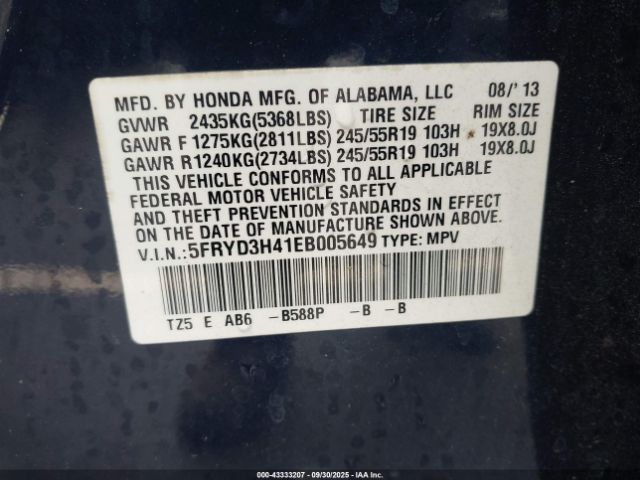 MFD. BY HONDA MFG. OF ALABAMA, LLC 08/'13
GVWR 2435KG(5368LBS) TIRE SIZE RIM SIZE
GAWR F 1275KG(2811LBS) 245/55R19 103H 19X8.0J
GAWR R 1240KG(2734LBS) 245/55R19 103H 19X8.0J
THIS VEHICLE CONFORMS TO ALL APPLICABLE
FEDERAL MOTOR VEHICLE SAFETY
AND THEFT PREVENTION STANDARDS IN EFFECT
ON THE DATE OF MANUFACTURE SHOWN ABOVE.
V.I.N.: 5FRYD3H41EB005649 TYPE: MPV
TZ5 E AB6 -B588P -B -B
000-43333207 - 09/30/2025 - IAAI.COM